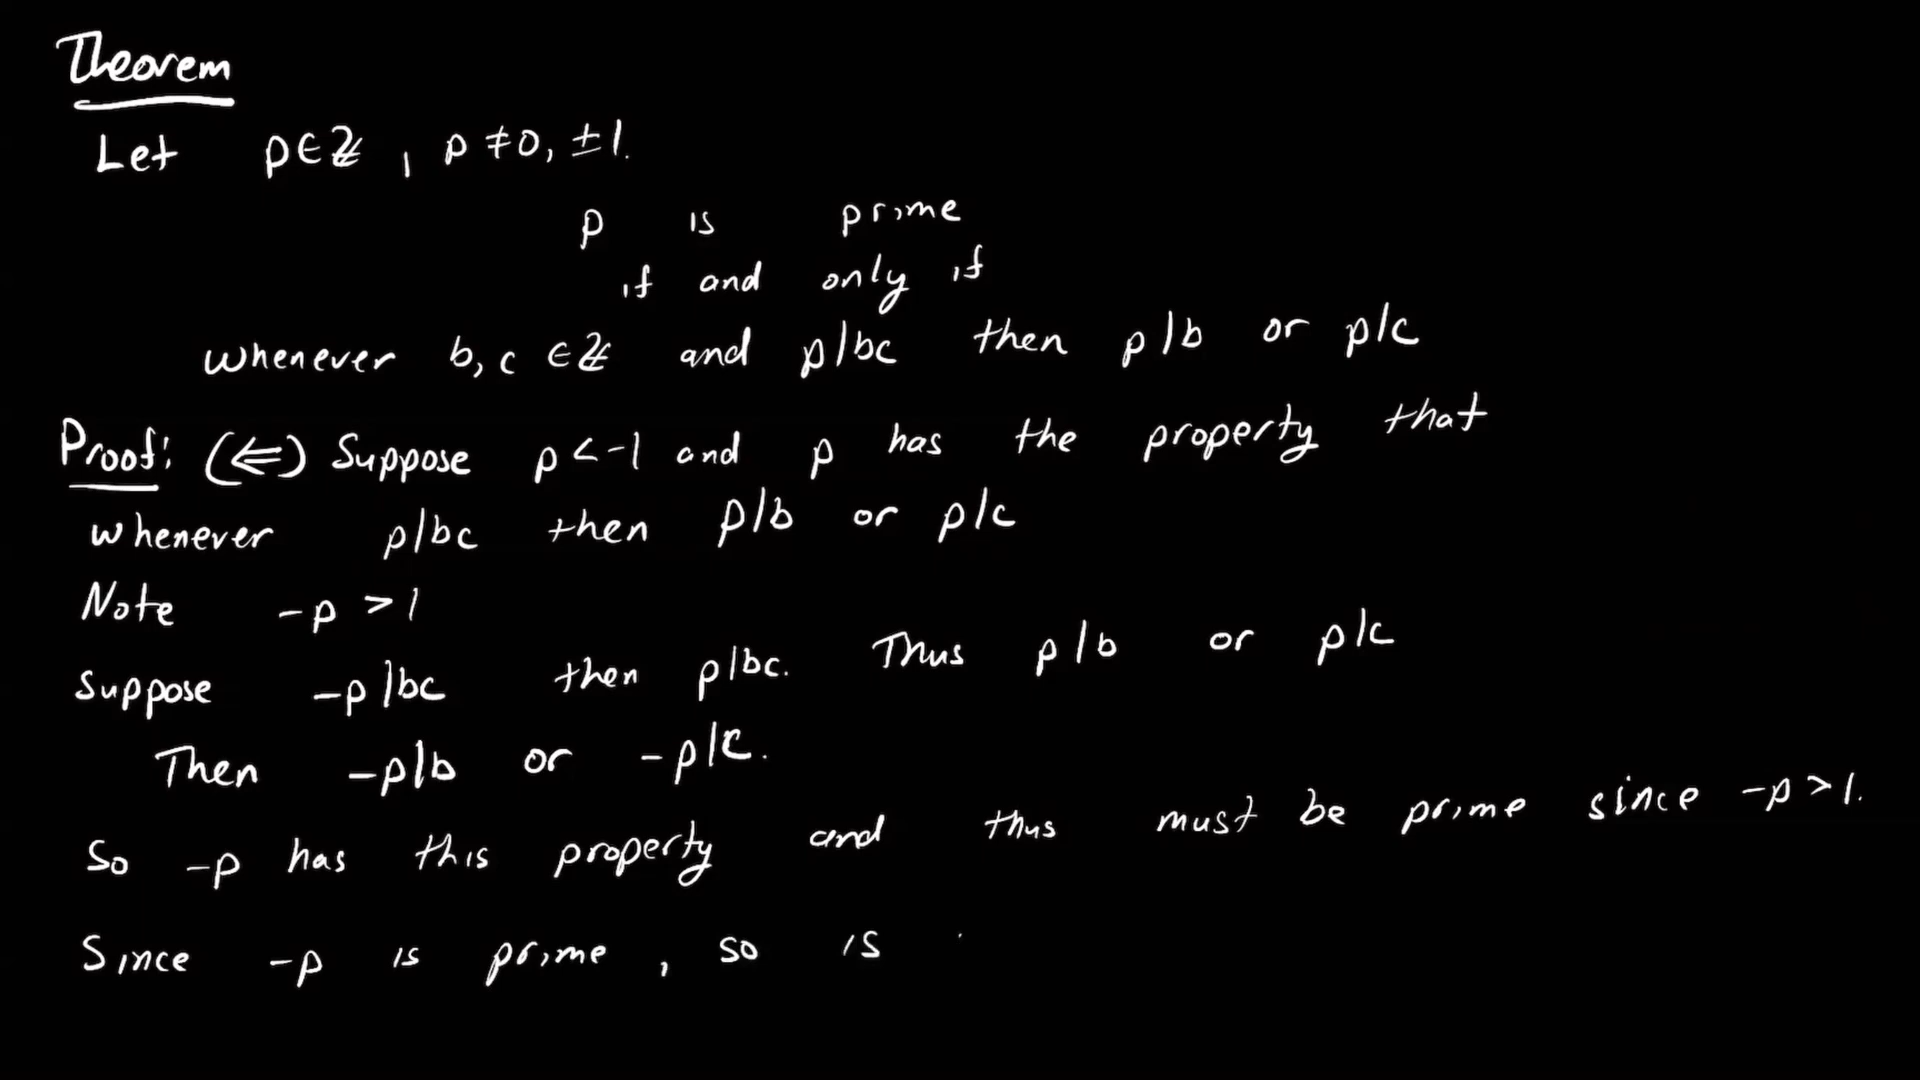 Theorem
Let p∈ℤ, p≠0, ±1.
p is prime
if and only if
whenever b, c ∈ℤ and p|bc then p|b or p|c
Proof: (⇐) Suppose p<-1 and p has the property that
whenever p|bc then p|b or p|c
Note -p >1
Suppose -p|bc then p|bc. Thus p|b or p|c
Then -p|b or -p|c.
So -p has this property and thus must be prime since -p>1.
Since -p is prime, so is